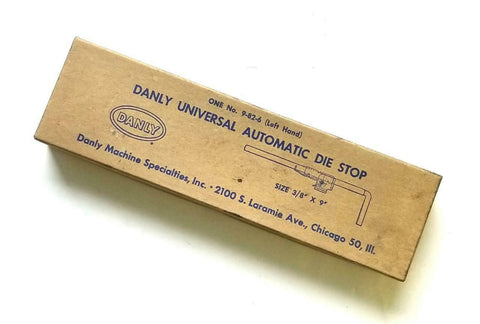 ONE No. 9-82-6 (Left Hand)
DANLY UNIVERSAL AUTOMATIC DIE STOP
DANLY
SIZE 3/8" X 9"
Danly Machine Specialties, Inc. • 2100 S. Laramie Ave., Chicago 50, Ill.